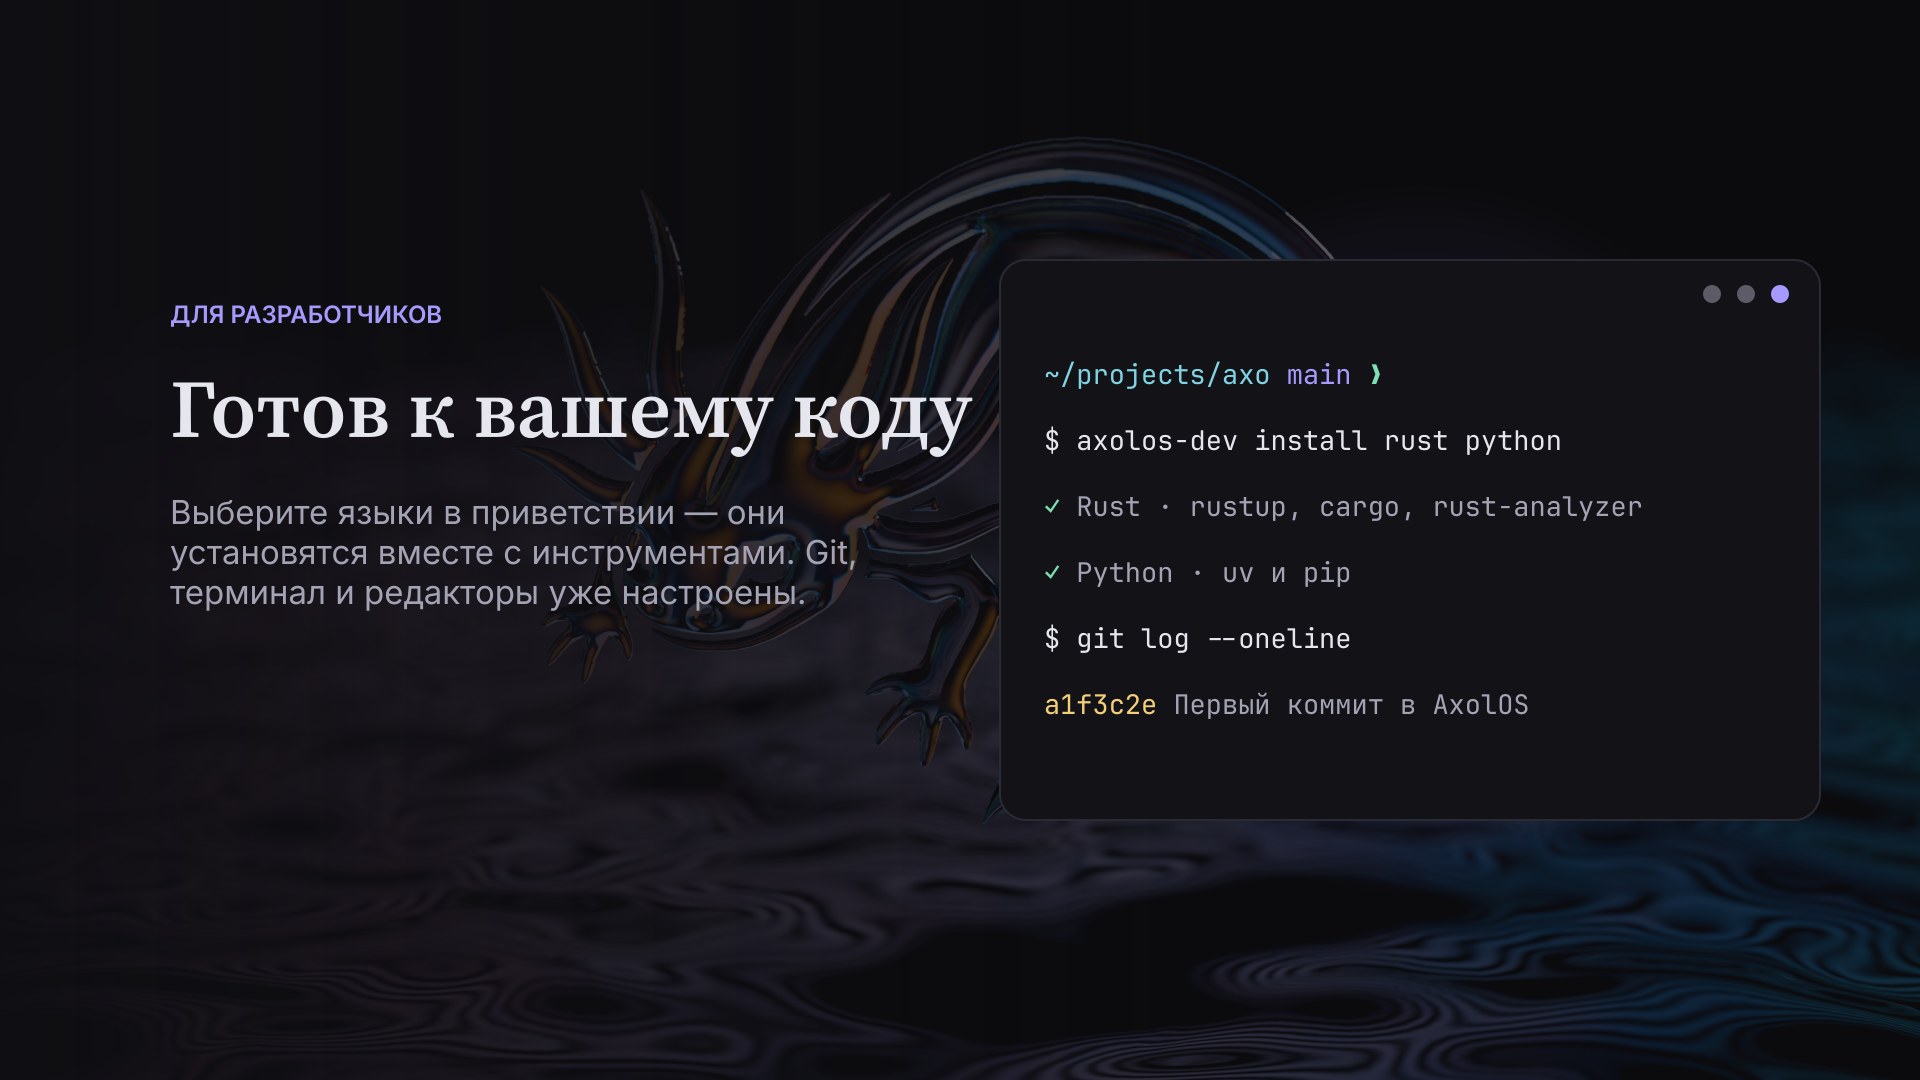 ДЛЯ РАЗРАБОТЧИКОВ
Готов к вашему коду
Выберите языки в приветствии — они
установятся вместе с инструментами. Git,
терминал и редакторы уже настроены.
~/projects/axo main ❯
$ axolos-dev install rust python
✓ Rust · rustup, cargo, rust-analyzer
✓ Python · uv и pip
$ git log --oneline
a1f3c2e Первый коммит в AxolOS